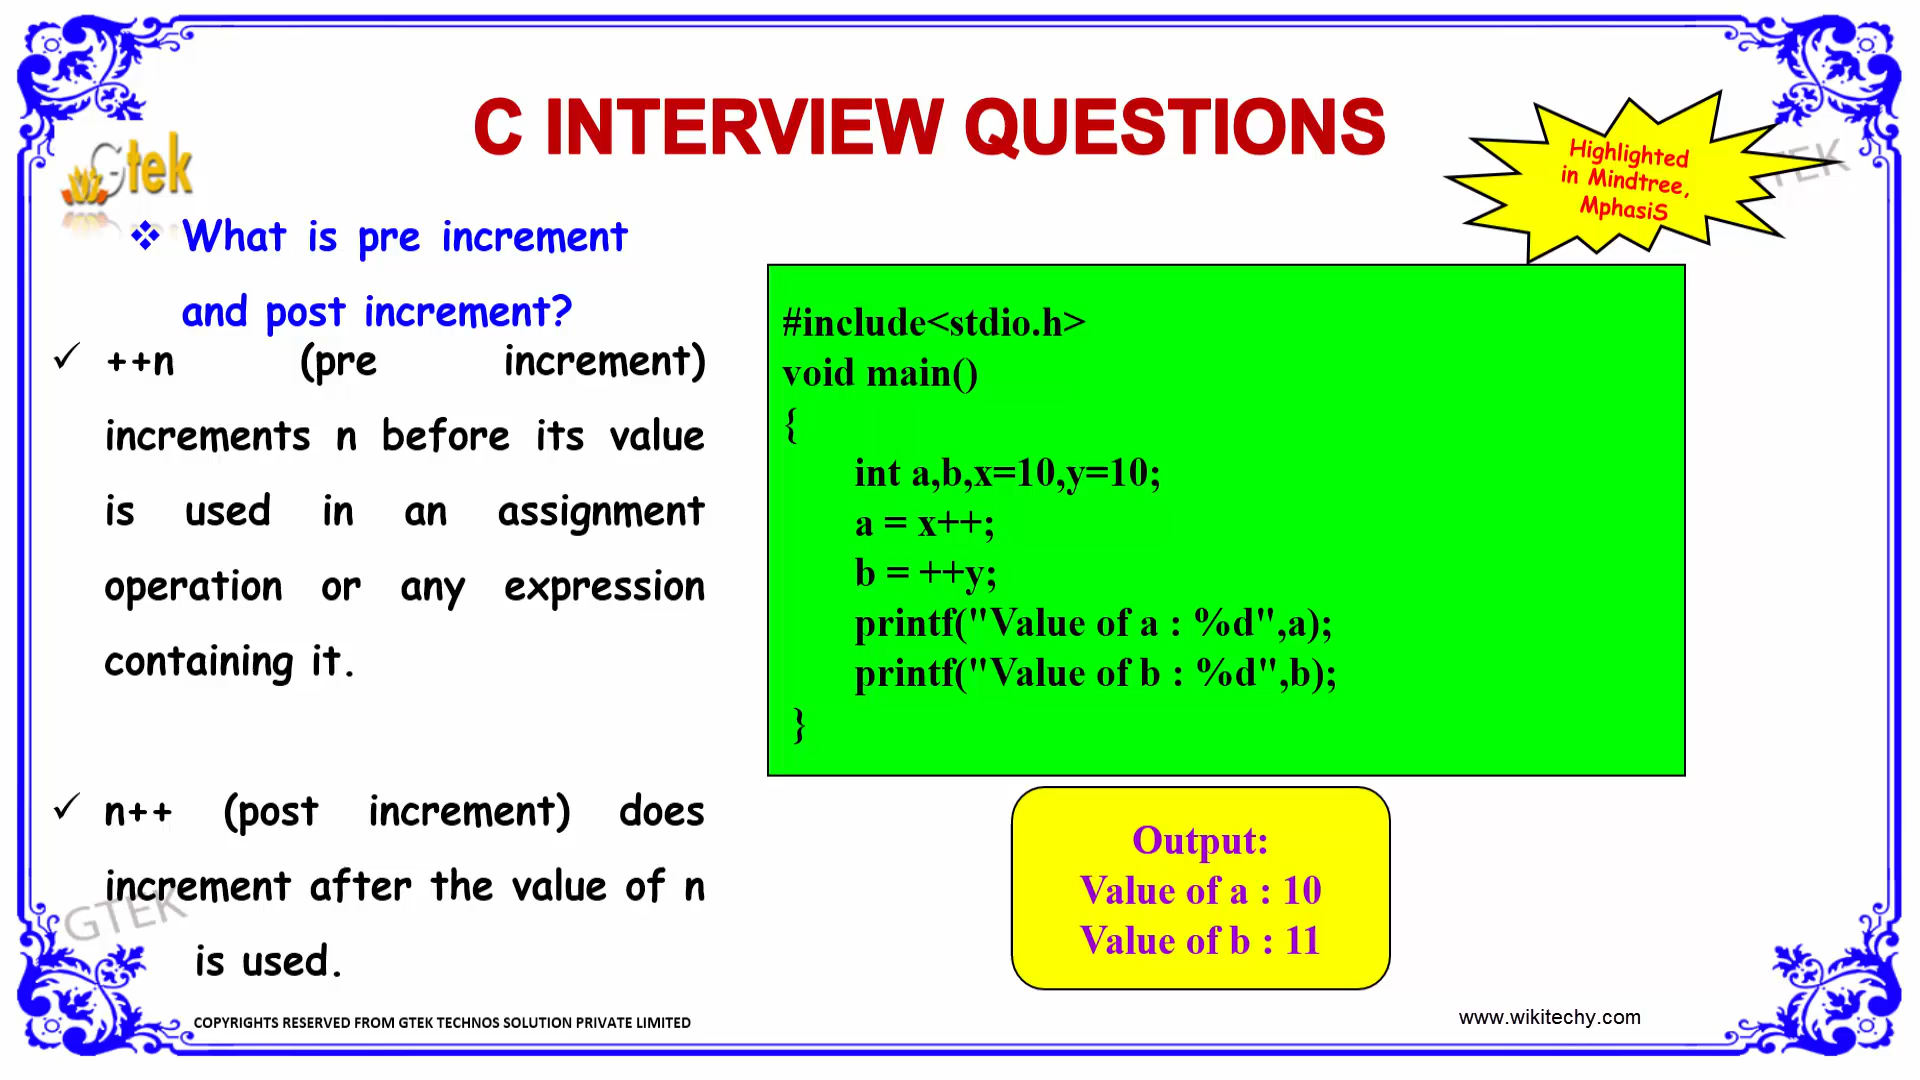 C INTERVIEW QUESTIONS
Gtek
Highlighted
in Mindtree,
MphasiS
GTEK
❖ What is pre increment
and post increment?
✓ ++n (pre increment)
increments n before its value
is used in an assignment
operation or any expression
containing it.
✓ n++ (post increment) does
increment after the value of n
is used.
GTEK
#include<stdio.h>
void main()
{
int a,b,x=10,y=10;
a = x++;
b = ++y;
printf("Value of a : %d",a);
printf("Value of b : %d",b);
}
Output:
Value of a : 10
Value of b : 11
COPYRIGHTS RESERVED FROM GTEK TECHNOS SOLUTION PRIVATE LIMITED
www.wikitechy.com